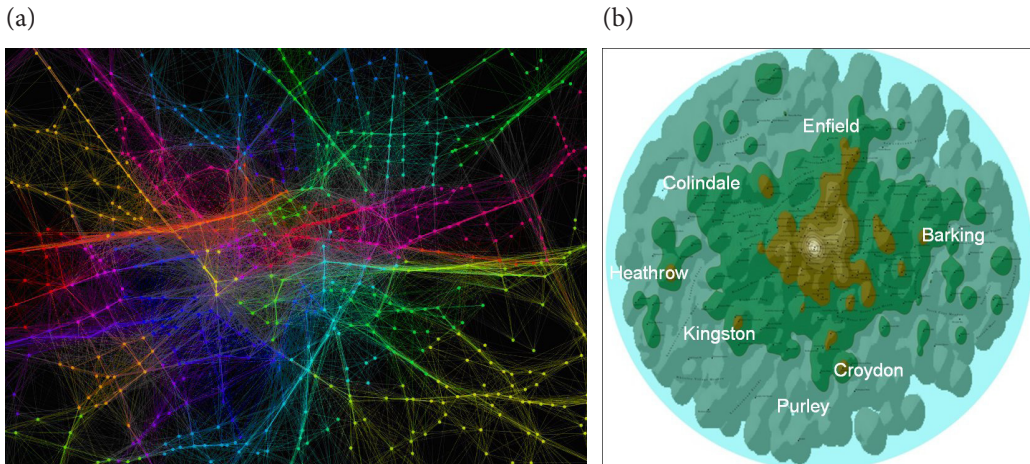 (a)
(b)
Enfield
Colindale
Barking
Heathrow
Kingston
Croydon
Purley